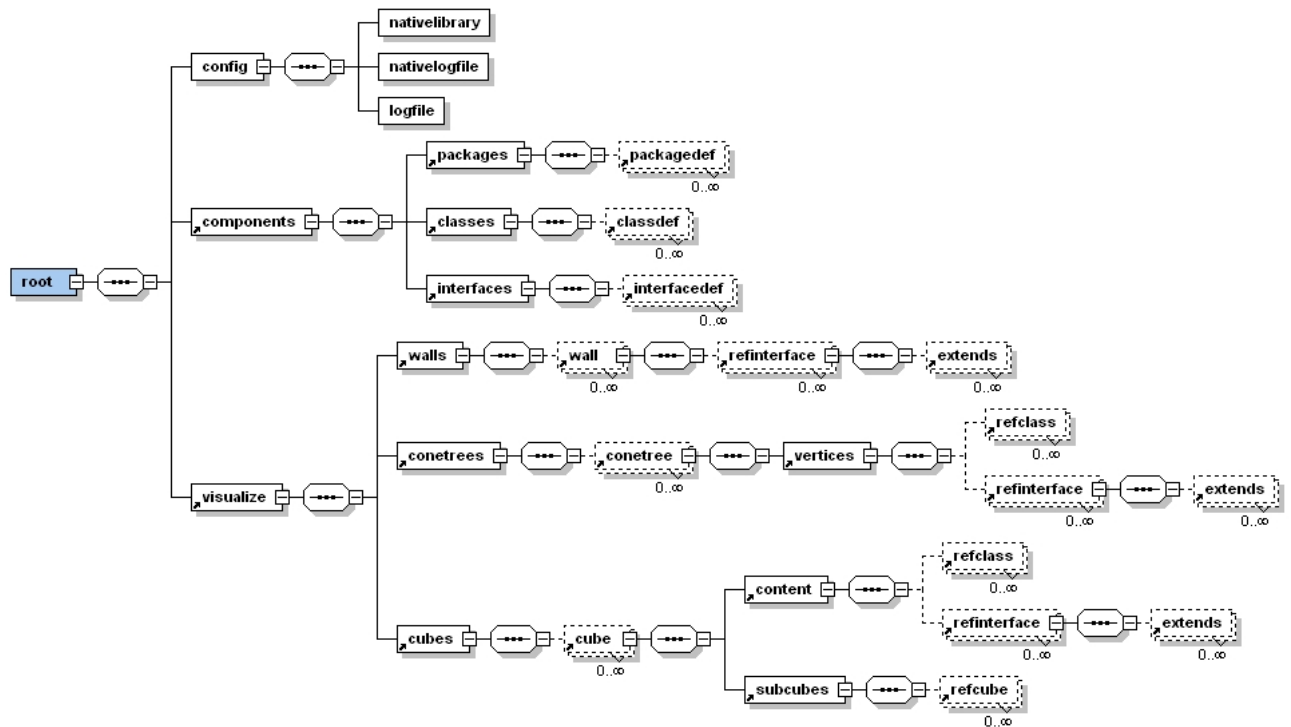 nativelibrary
config
nativelogfile
logfile
packages
packagedef
0..∞
components
classes
classdef
0..∞
root
interfaces
interfacedef
0..∞
walls
wall
0..∞
refinterface
0..∞
extends
0..∞
conetrees
conetree
0..∞
vertices
refclass
0..∞
visualize
refinterface
0..∞
extends
0..∞
refclass
0..∞
content
refinterface
0..∞
extends
0..∞
cubes
cube
0..∞
subcubes
refcube
0..∞